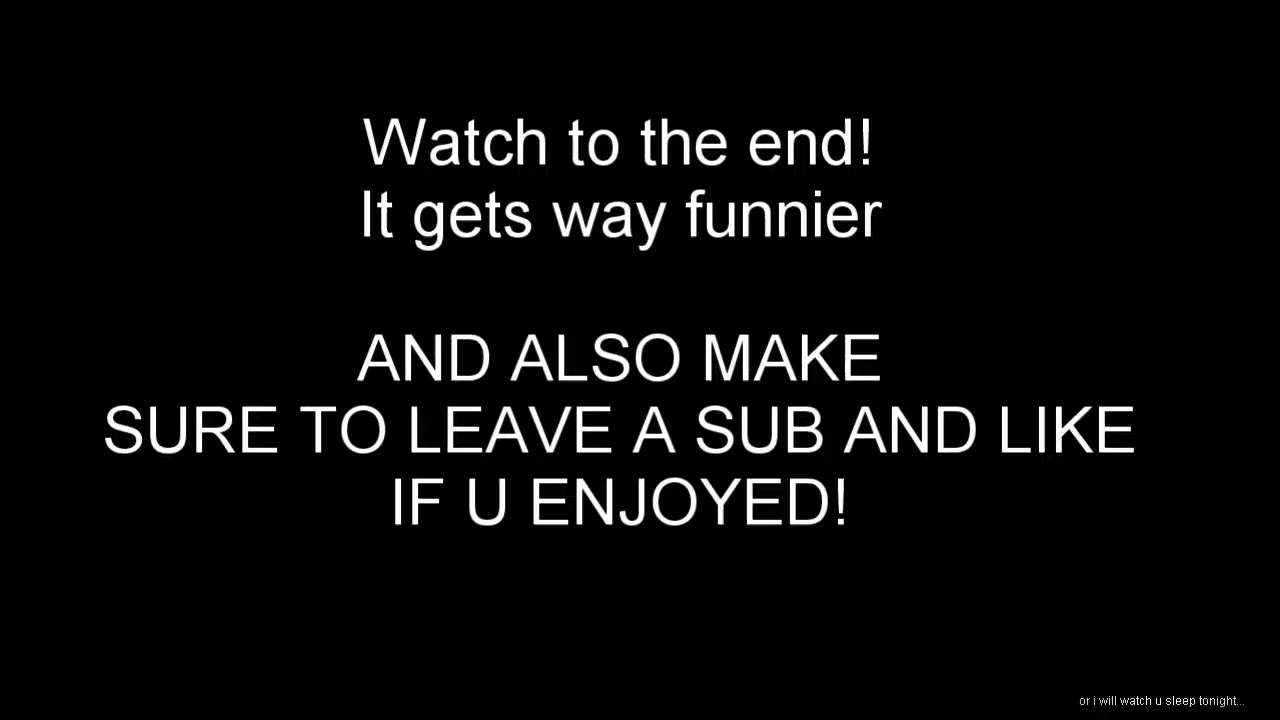 Watch to the end!
It gets way funnier
AND ALSO MAKE
SURE TO LEAVE A SUB AND LIKE
IF U ENJOYED!
or i will watch u sleep tonight...